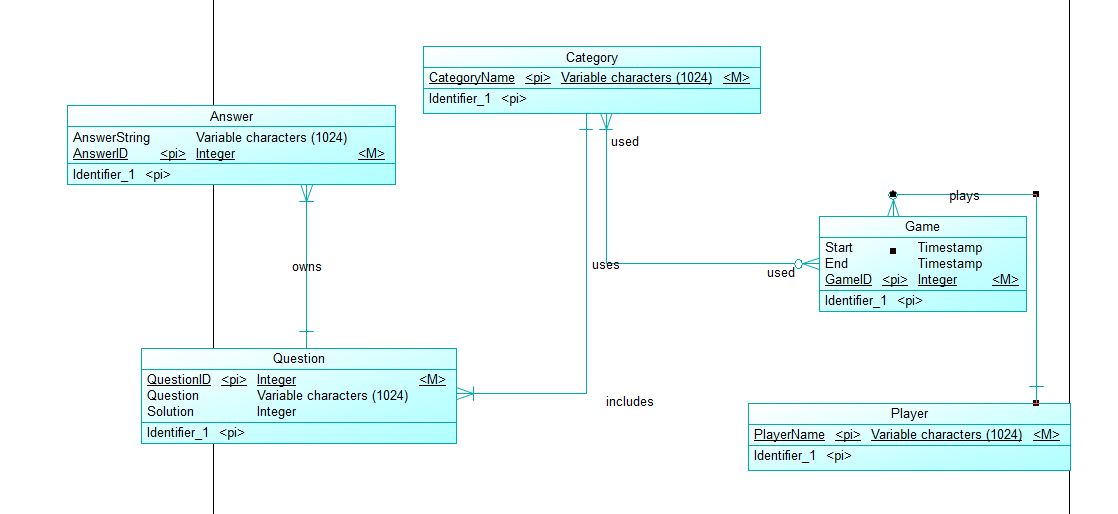 Category
CategoryName <pi> Variable characters (1024) <M>
Identifier_1 <pi>
Answer
AnswerString Variable characters (1024)
AnswerID <pi> Integer <M>
Identifier_1 <pi>
used
plays
Game
Start Timestamp
End Timestamp
GameID <pi> Integer <M>
Identifier_1 <pi>
owns
uses
used
Question
QuestionID <pi> Integer <M>
Question Variable characters (1024)
Solution Integer
Identifier_1 <pi>
includes
Player
PlayerName <pi> Variable characters (1024) <M>
Identifier_1 <pi>